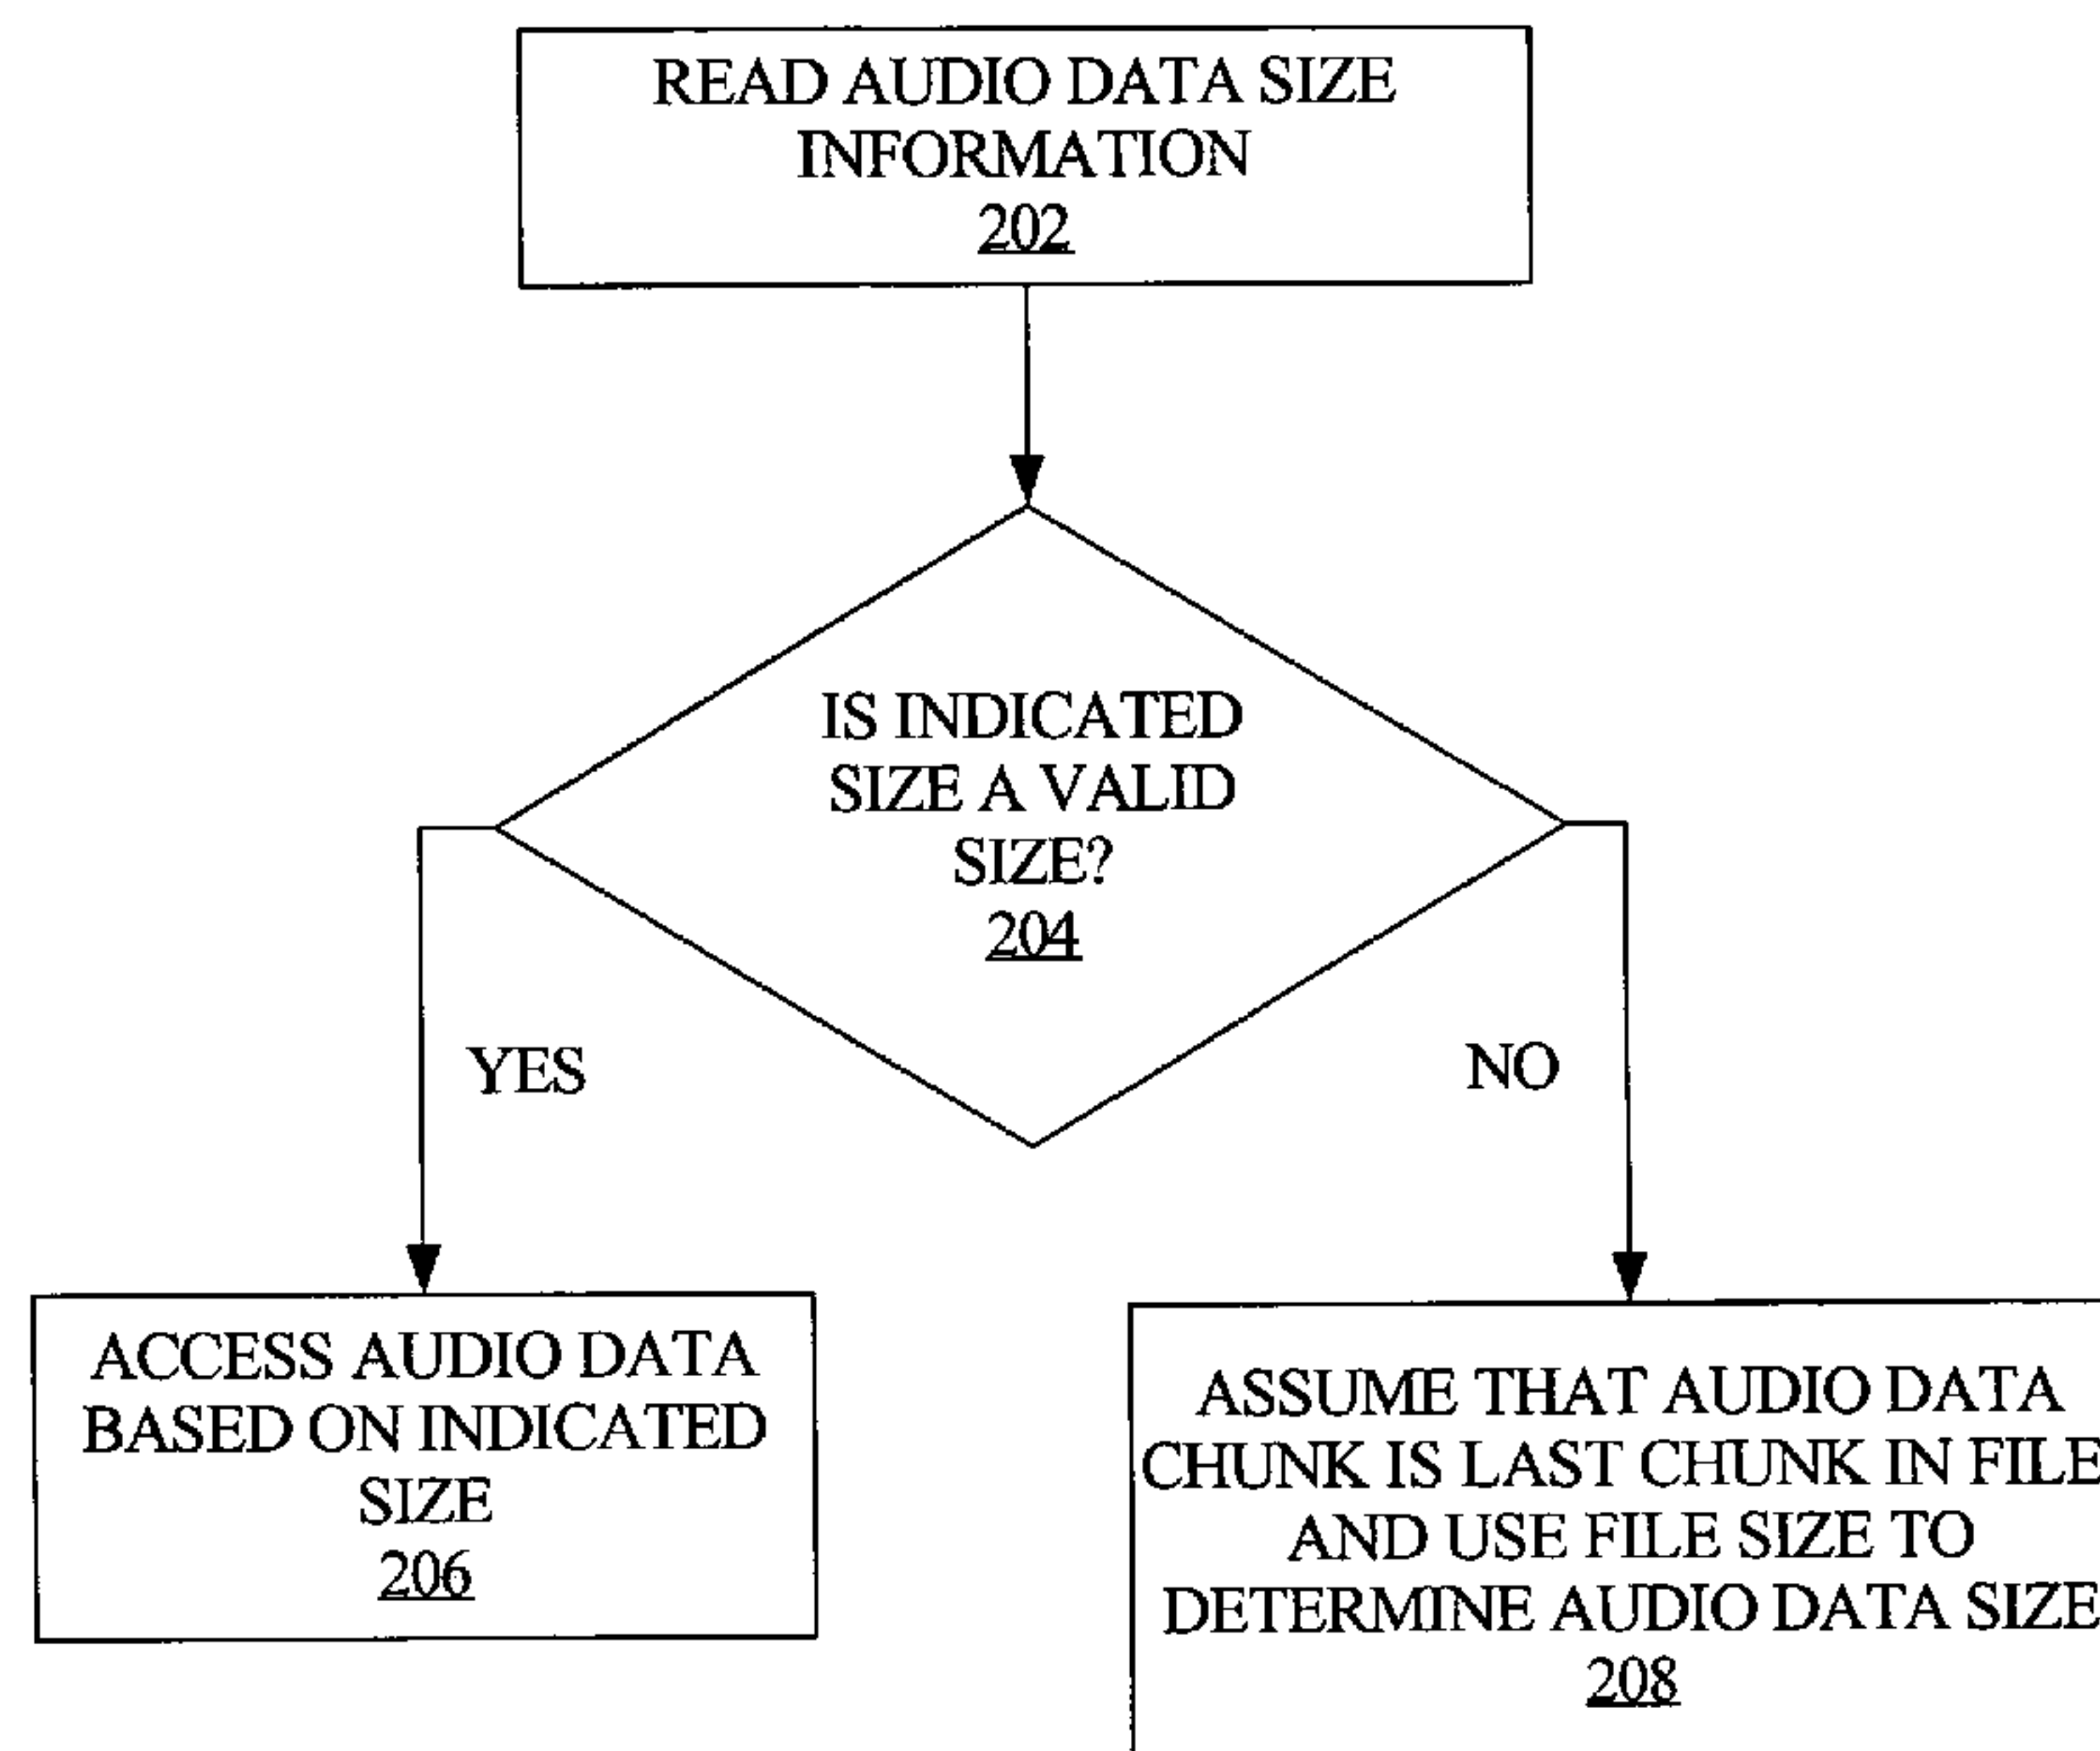 READ AUDIO DATA SIZE
INFORMATION
202
IS INDICATED
SIZE A VALID
SIZE?
204
YES
NO
ACCESS AUDIO DATA
BASED ON INDICATED
SIZE
206
ASSUME THAT AUDIO DATA
CHUNK IS LAST CHUNK IN FILE
AND USE FILE SIZE TO
DETERMINE AUDIO DATA SIZE
208